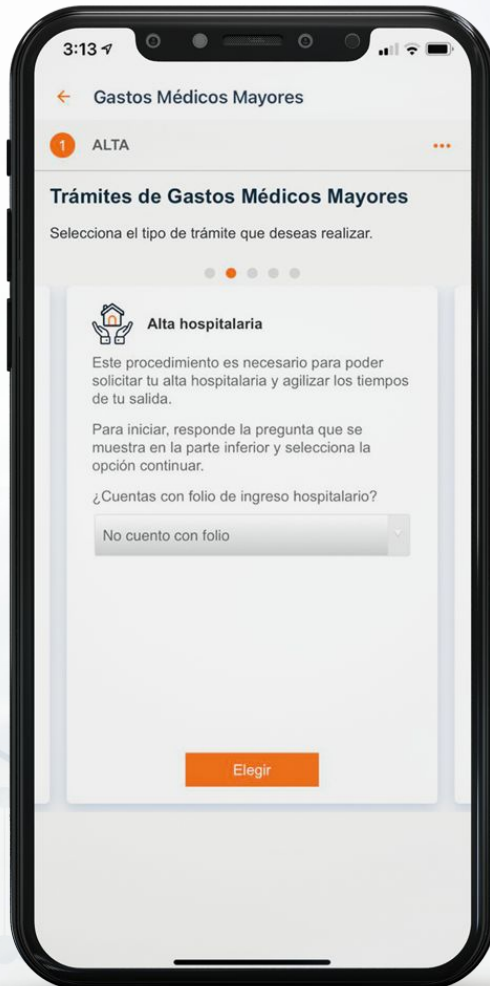 3:13
Gastos Médicos Mayores
1 ALTA
Trámites de Gastos Médicos Mayores
Selecciona el tipo de trámite que deseas realizar.
Alta hospitalaria
Este procedimiento es necesario para poder
solicitar tu alta hospitalaria y agilizar los tiempos
de tu salida.
Para iniciar, responde la pregunta que se
muestra en la parte inferior y selecciona la
opción continuar.
¿Cuentas con folio de ingreso hospitalario?
No cuento con folio
Elegir